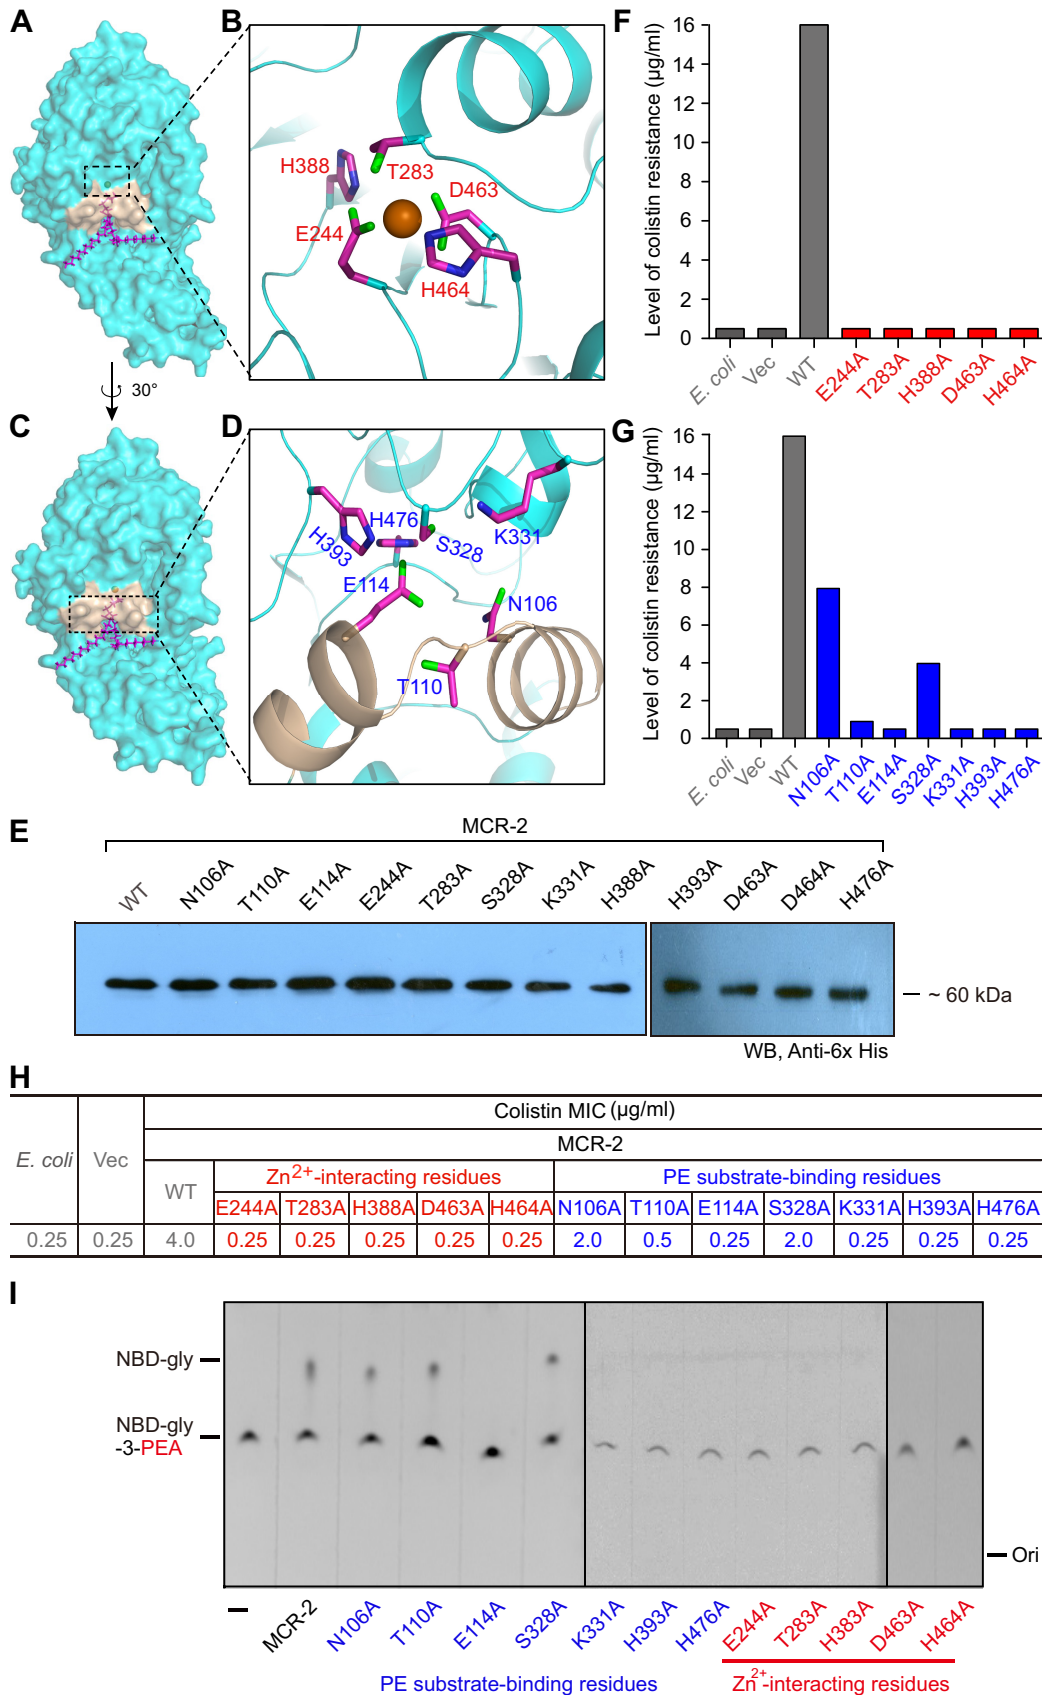 A
B
H388
T283
D463
E244
H464
F
Level of colistin resistance (μg/ml)
16
14
12
10
8
6
4
2
0
E. coli
Vec
WT
E244A
T283A
H388A
D463A
H464A
30°
C
D
H393
H476
S328
K331
E114
N106
T110
G
Level of colistin resistance (μg/ml)
16
14
12
10
8
6
4
2
0
E. coli
Vec
WT
N106A
T110A
E114A
S328A
K331A
H393A
H476A
E
MCR-2
WT
N106A
T110A
E114A
E244A
T283A
S328A
K331A
H388A
H393A
D463A
D464A
H476A
~ 60 kDa
WB, Anti-6x His
H
Colistin MIC (μg/ml)
MCR-2
E. coli
Vec
WT
Zn2+-interacting residues
PE substrate-binding residues
E244A T283A H388A D463A H464A N106A T110A E114A S328A K331A H393A H476A
0.25 0.25 4.0 0.25 0.25 0.25 0.25 0.25 2.0 0.5 0.25 2.0 0.25 0.25 0.25
I
NBD-gly
NBD-gly
-3-PEA
Ori
–
MCR-2
N106A
T110A
E114A
S328A
K331A
H393A
H476A
E244A
T283A
H383A
D463A
H464A
PE substrate-binding residues
Zn2+-interacting residues